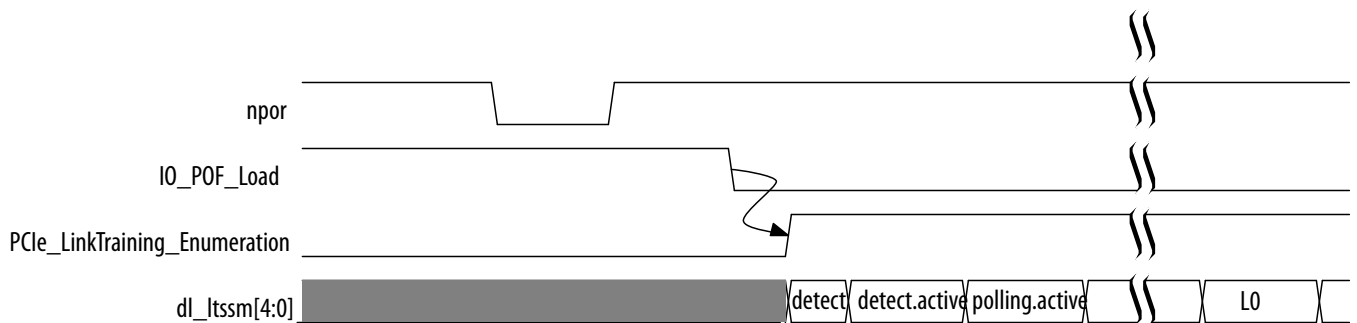 npor
IO_POF_Load
PCIe_LinkTraining_Enumeration
dl_ltssm[4:0] detect detect.active polling.active L0